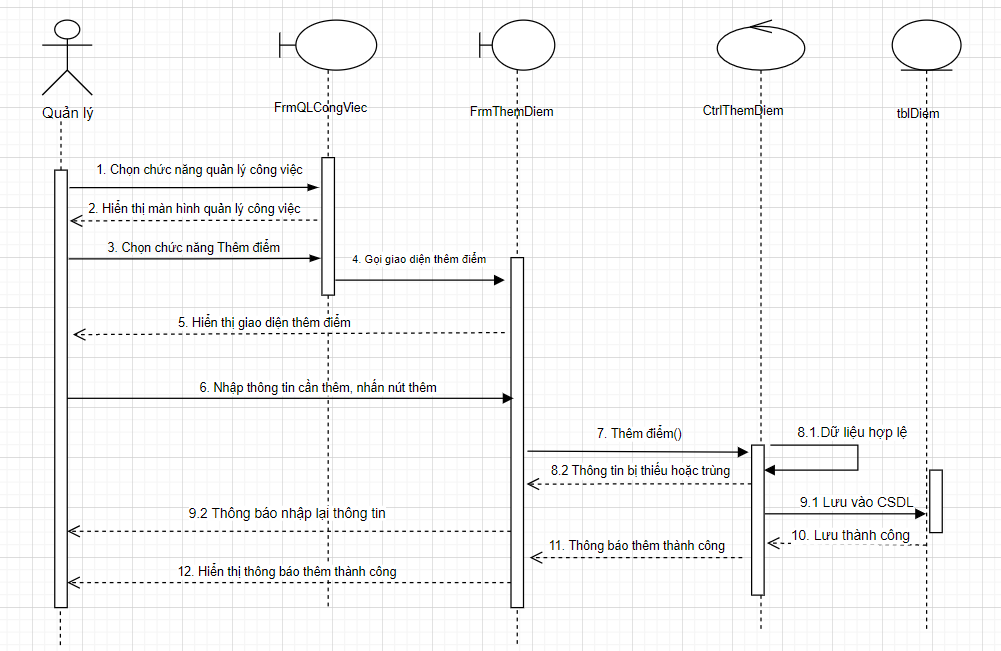 Quản lý
FrmQLCongViec
FrmThemDiem
CtrlThemDiem
tblDiem
1. Chọn chức năng quản lý công việc
2. Hiển thị màn hình quản lý công việc
3. Chọn chức năng Thêm điểm
4. Gọi giao diện thêm điểm
5. Hiển thị giao diện thêm điểm
6. Nhập thông tin cần thêm, nhấn nút thêm
7. Thêm điểm()
8.1.Dữ liệu hợp lệ
8.2 Thông tin bị thiếu hoặc trùng
9.1 Lưu vào CSDL
9.2 Thông báo nhập lại thông tin
10. Lưu thành công
11. Thông báo thêm thành công
12. Hiển thị thông báo thêm thành công